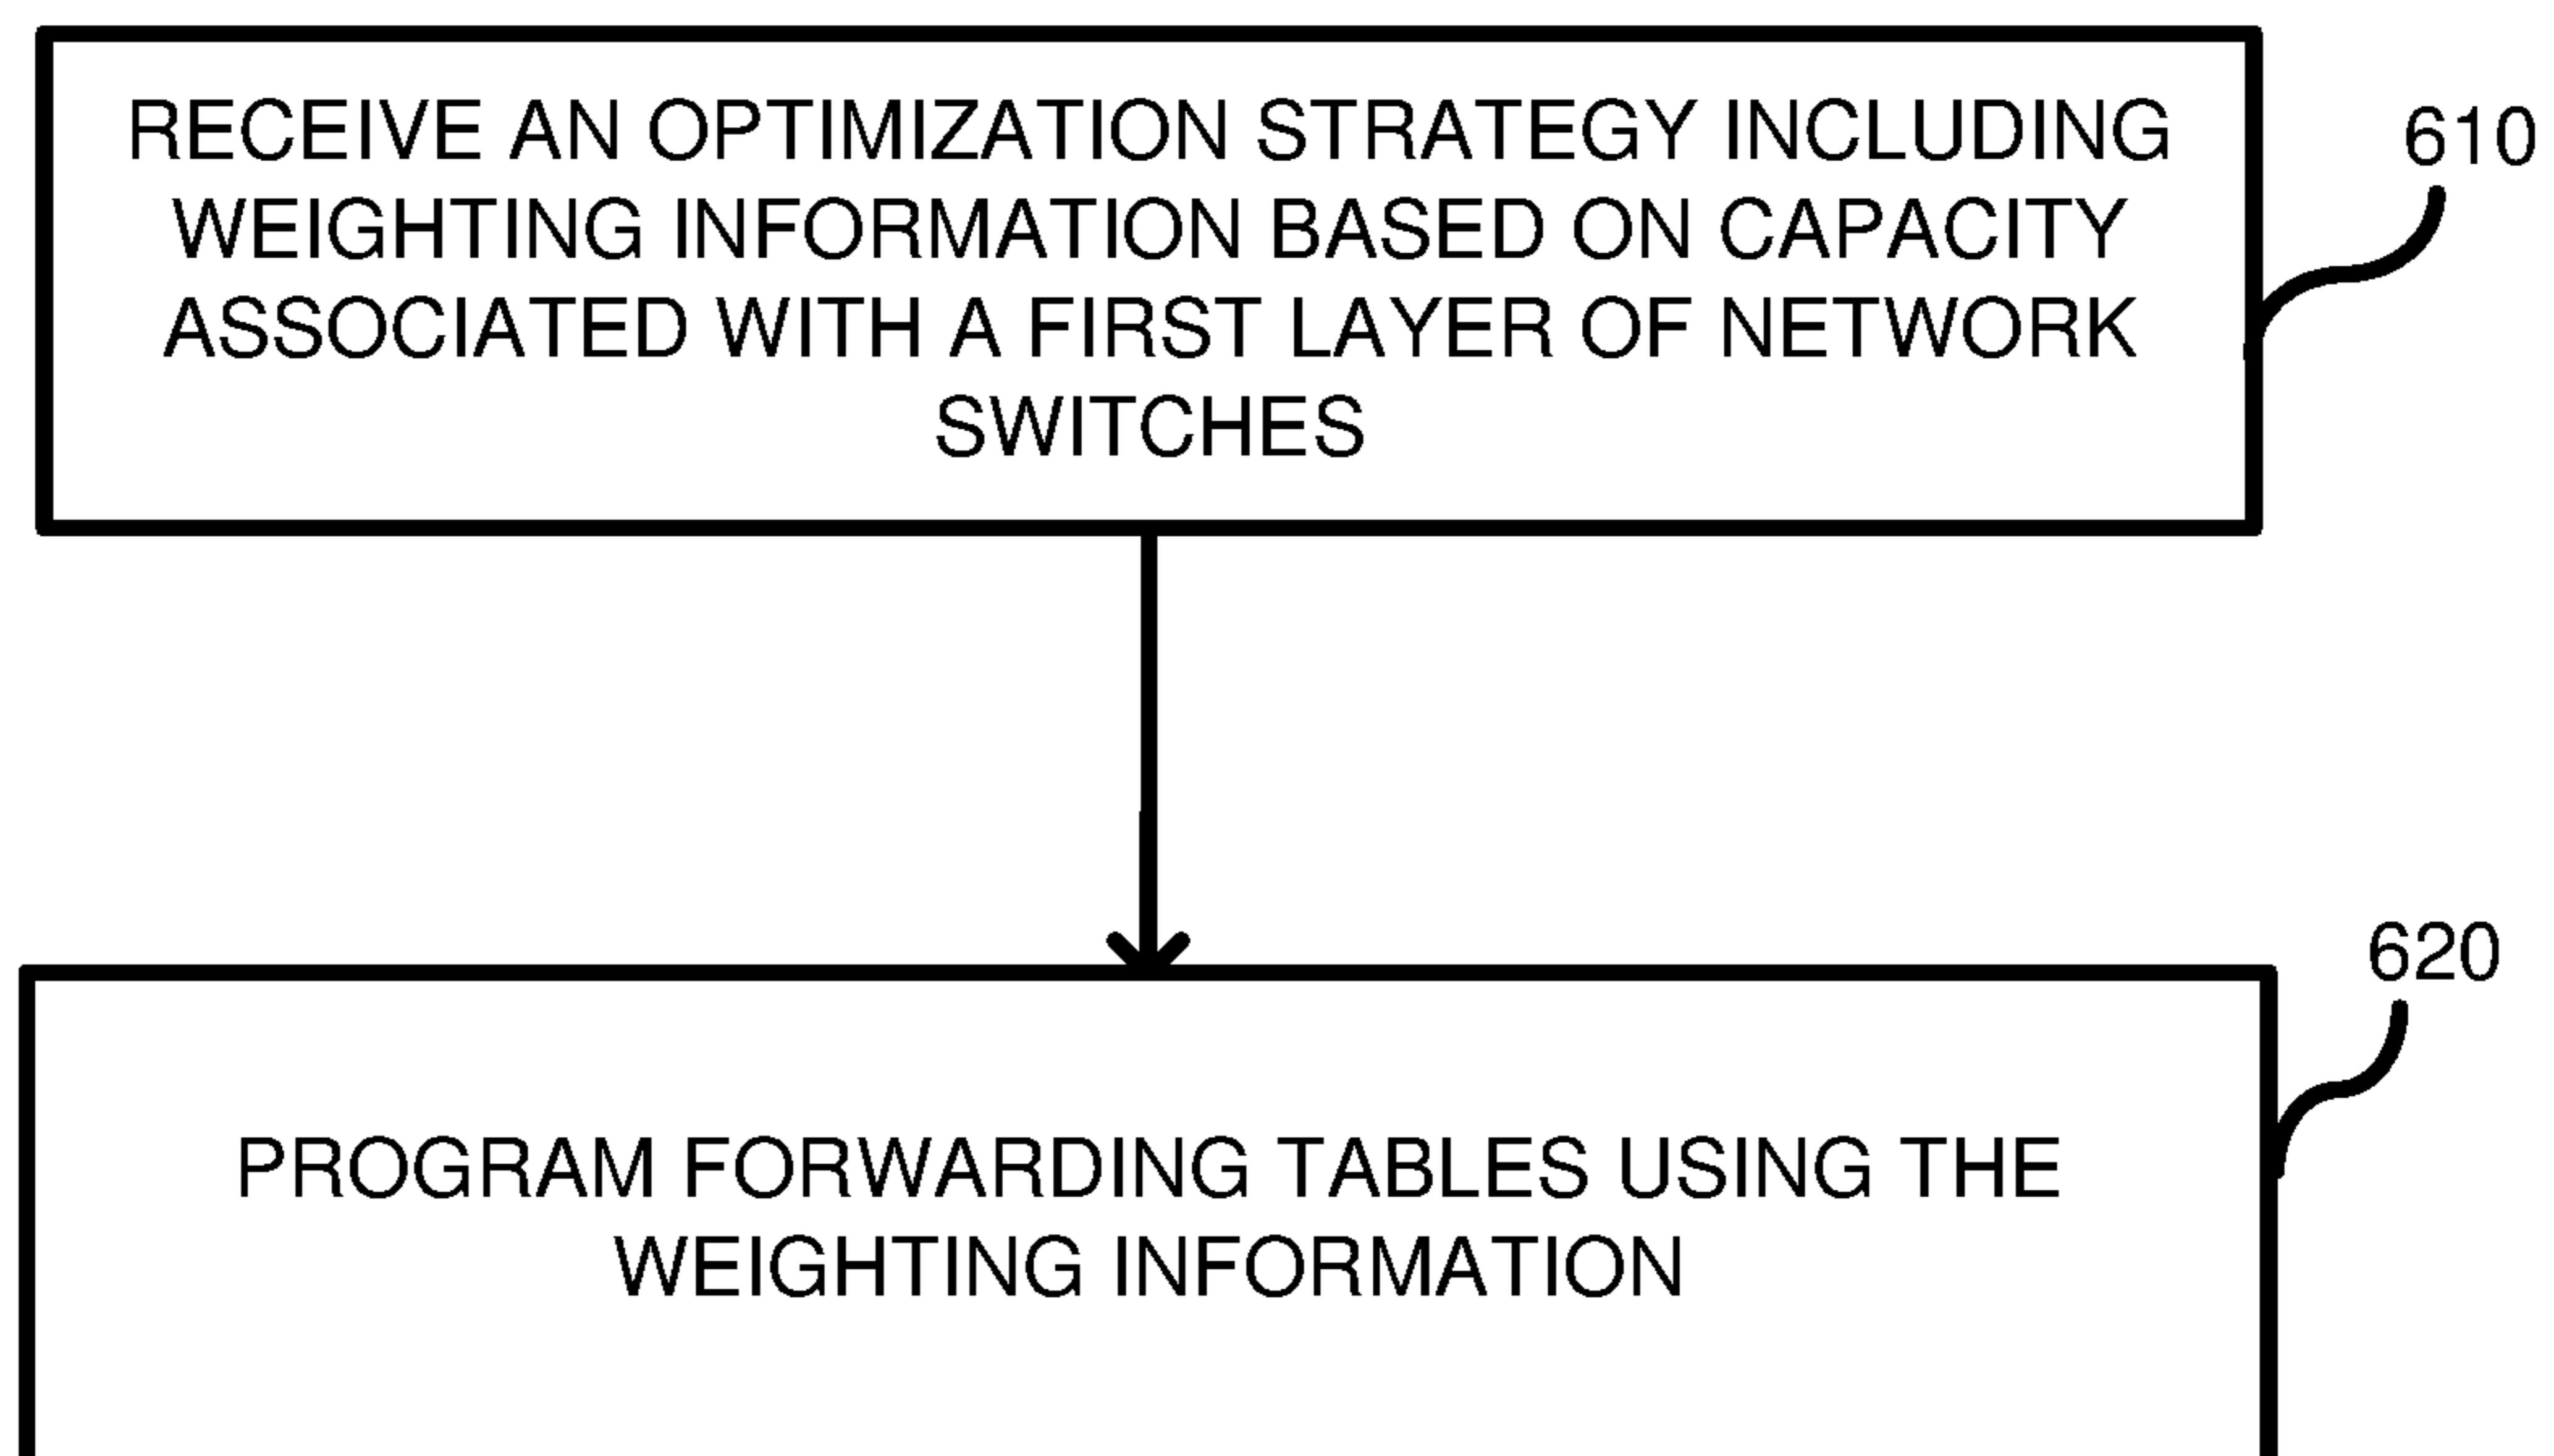 RECEIVE AN OPTIMIZATION STRATEGY INCLUDING
WEIGHTING INFORMATION BASED ON CAPACITY
ASSOCIATED WITH A FIRST LAYER OF NETWORK
SWITCHES
610
620
PROGRAM FORWARDING TABLES USING THE
WEIGHTING INFORMATION